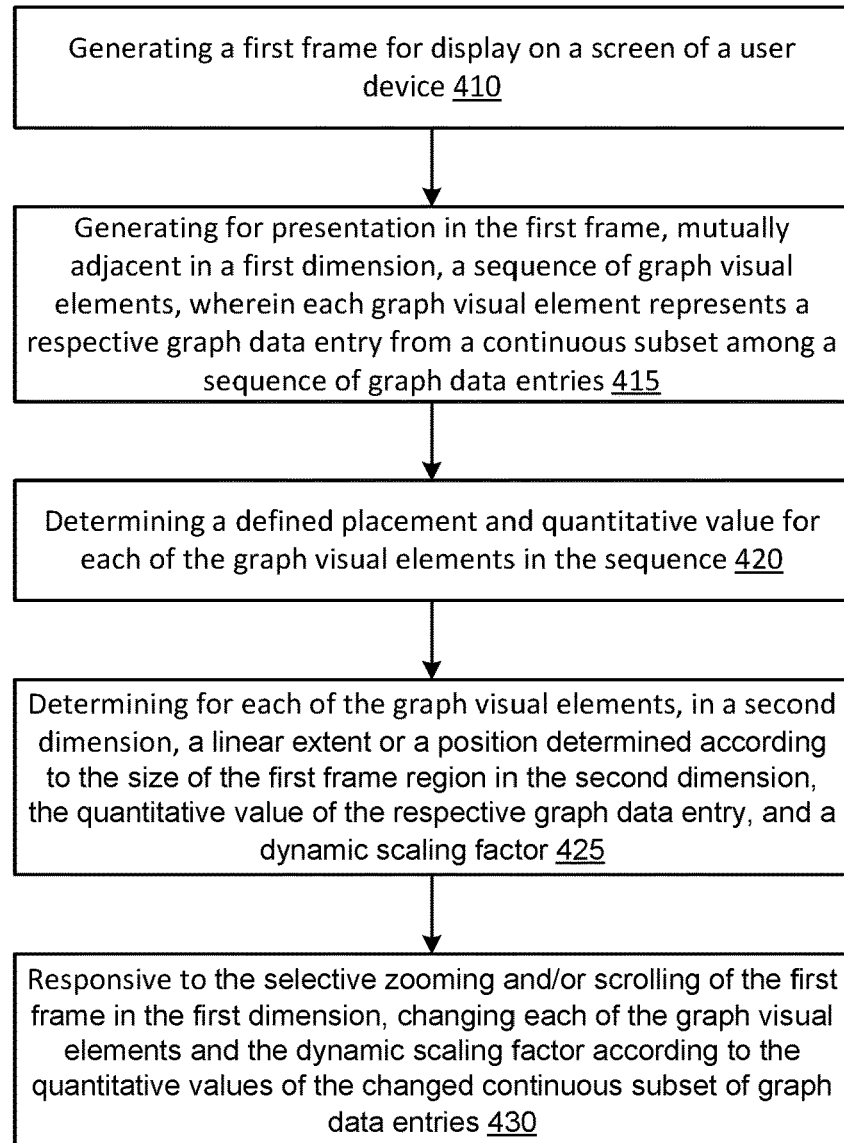 Generating a first frame for display on a screen of a user
device 410
Generating for presentation in the first frame, mutually
adjacent in a first dimension, a sequence of graph visual
elements, wherein each graph visual element represents a
respective graph data entry from a continuous subset among a
sequence of graph data entries 415
Determining a defined placement and quantitative value for
each of the graph visual elements in the sequence 420
Determining for each of the graph visual elements, in a second
dimension, a linear extent or a position determined according
to the size of the first frame region in the second dimension,
the quantitative value of the respective graph data entry, and a
dynamic scaling factor 425
Responsive to the selective zooming and/or scrolling of the first
frame in the first dimension, changing each of the graph visual
elements and the dynamic scaling factor according to the
quantitative values of the changed continuous subset of graph
data entries 430